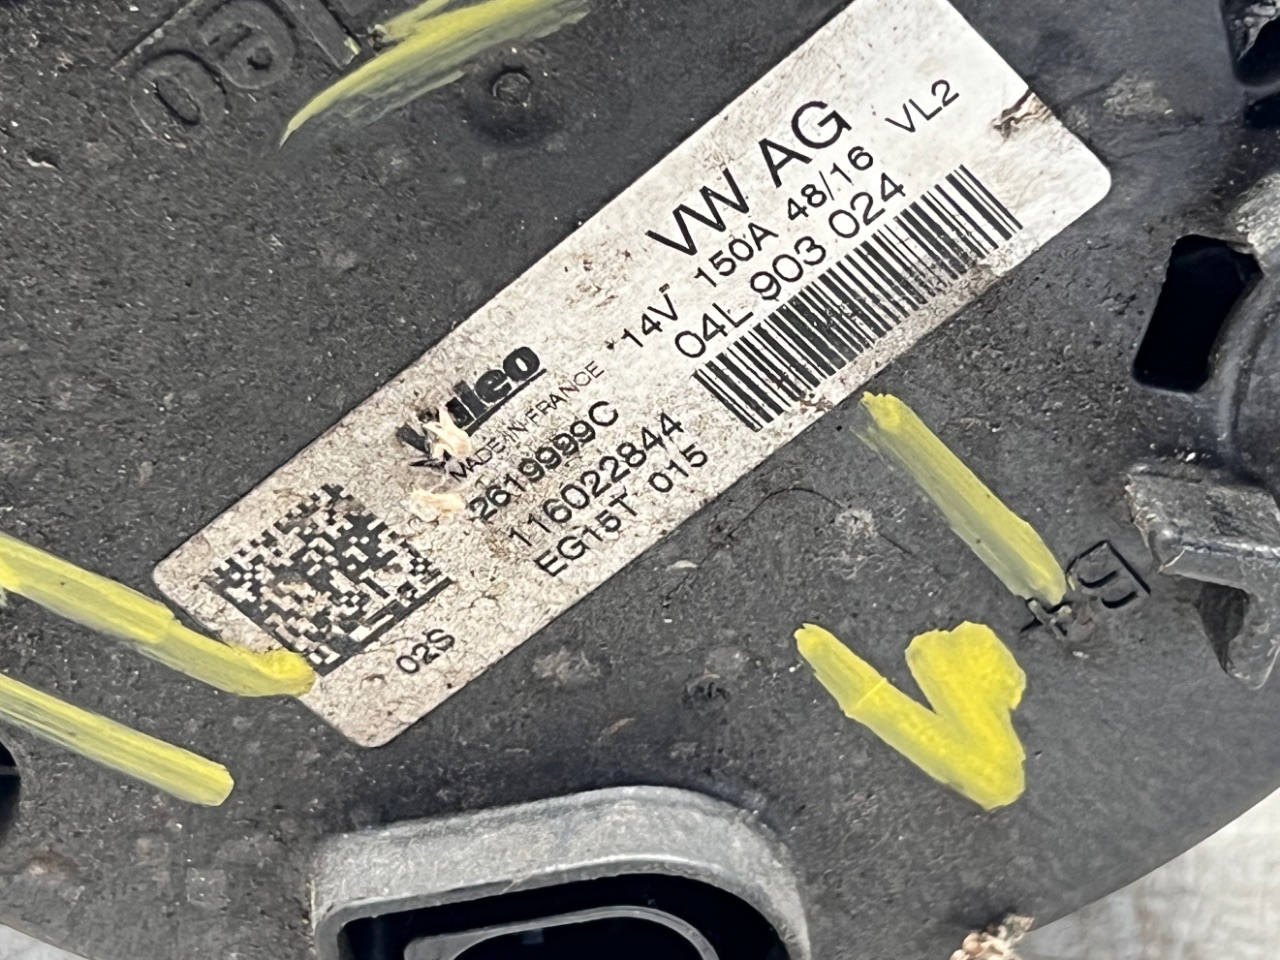 VW AG
14V 150A 48/16 VL2
04L 903 024
Valeo
MADE-IN-FRANCE
2619999C
116022844
EG15T 015
02S